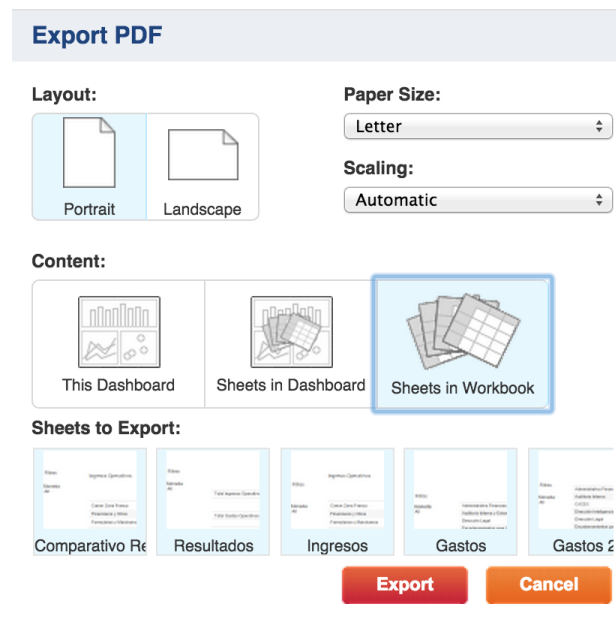 Export PDF
Layout:
Paper Size:
Letter
Scaling:
Automatic
Portrait
Landscape
Content:
This Dashboard
Sheets in Dashboard
Sheets in Workbook
Sheets to Export:
Comparativo Re
Resultados
Ingresos
Gastos
Gastos 2
Export
Cancel